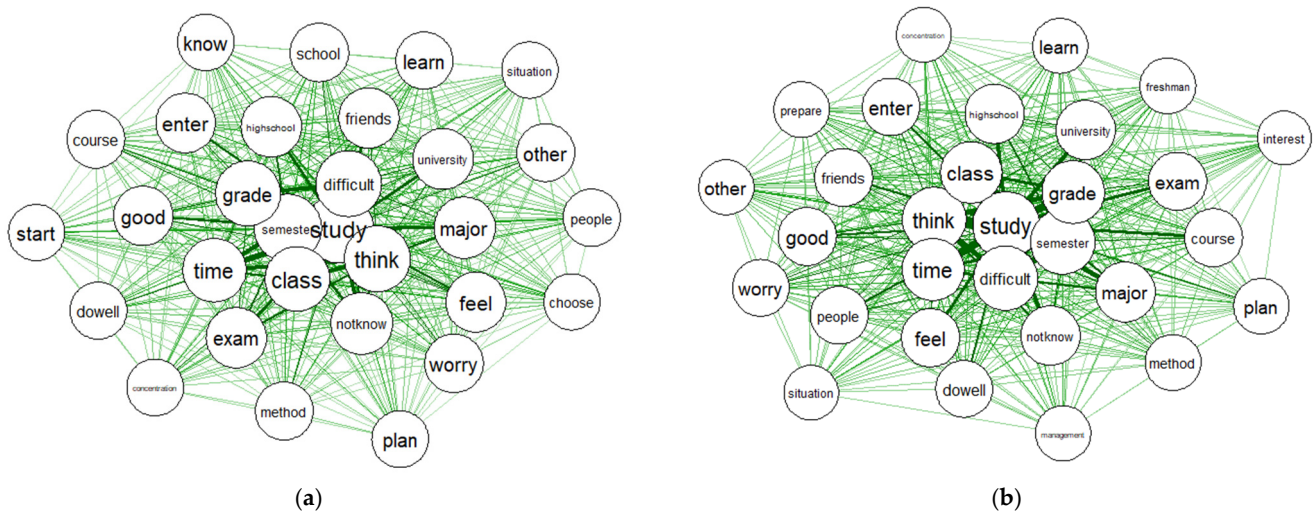 know
school
learn
situation
course
enter
highschool
friends
university
other
grade
difficult
start
good
semester
study
major
people
time
class
think
dowell
exam
notknow
feel
choose
concentration
method
worry
plan
(a)
concentration
learn
prepare
enter
highschool
freshman
university
interest
other
friends
class
grade
exam
good
think
study
semester
course
worry
time
difficult
people
feel
notknow
major
plan
situation
dowell
method
management
(b)